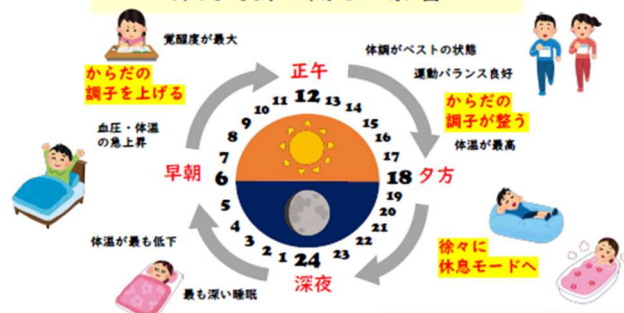 覚醒度が最大
からだの
調子を上げる
血圧・体温
の急上昇
早朝
体温が最も低下
最も深い睡眠
正午
体調がベストの状態
運動バランス良好
からだの
調子が整う
体温が最高
夕方
徐々に
休息モードへ
深夜
12
13
14
15
16
17
18
19
20
21
22
23
24
1
2
3
4
5
6
7
8
9
10
11